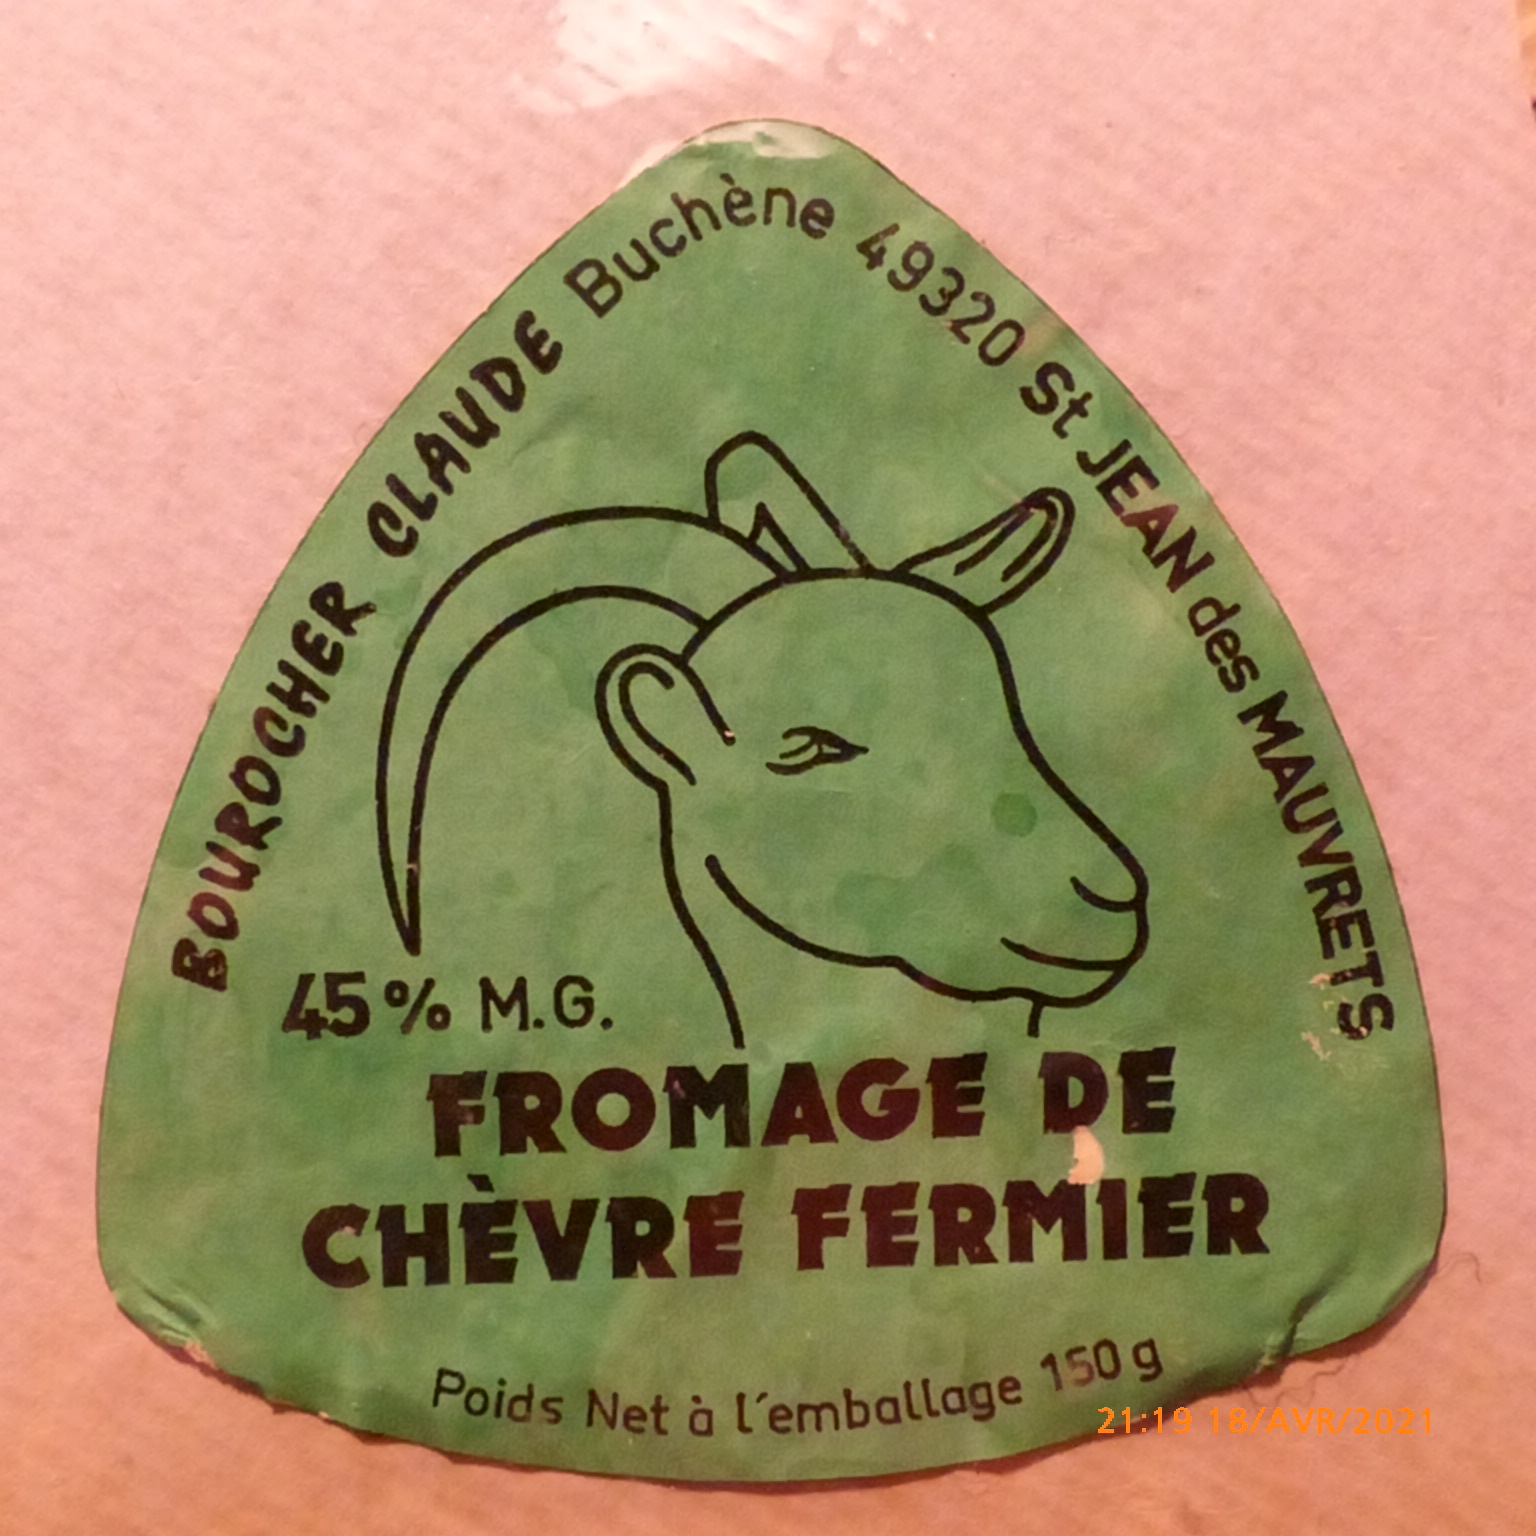 BOUROCHER CLAUDE Buchène 49320 St JEAN des MAUVRETS
45% M.G.
FROMAGE DE
CHÈVRE FERMIER
Poids Net à l'emballage 150 g
21:19 18/AVR/2021